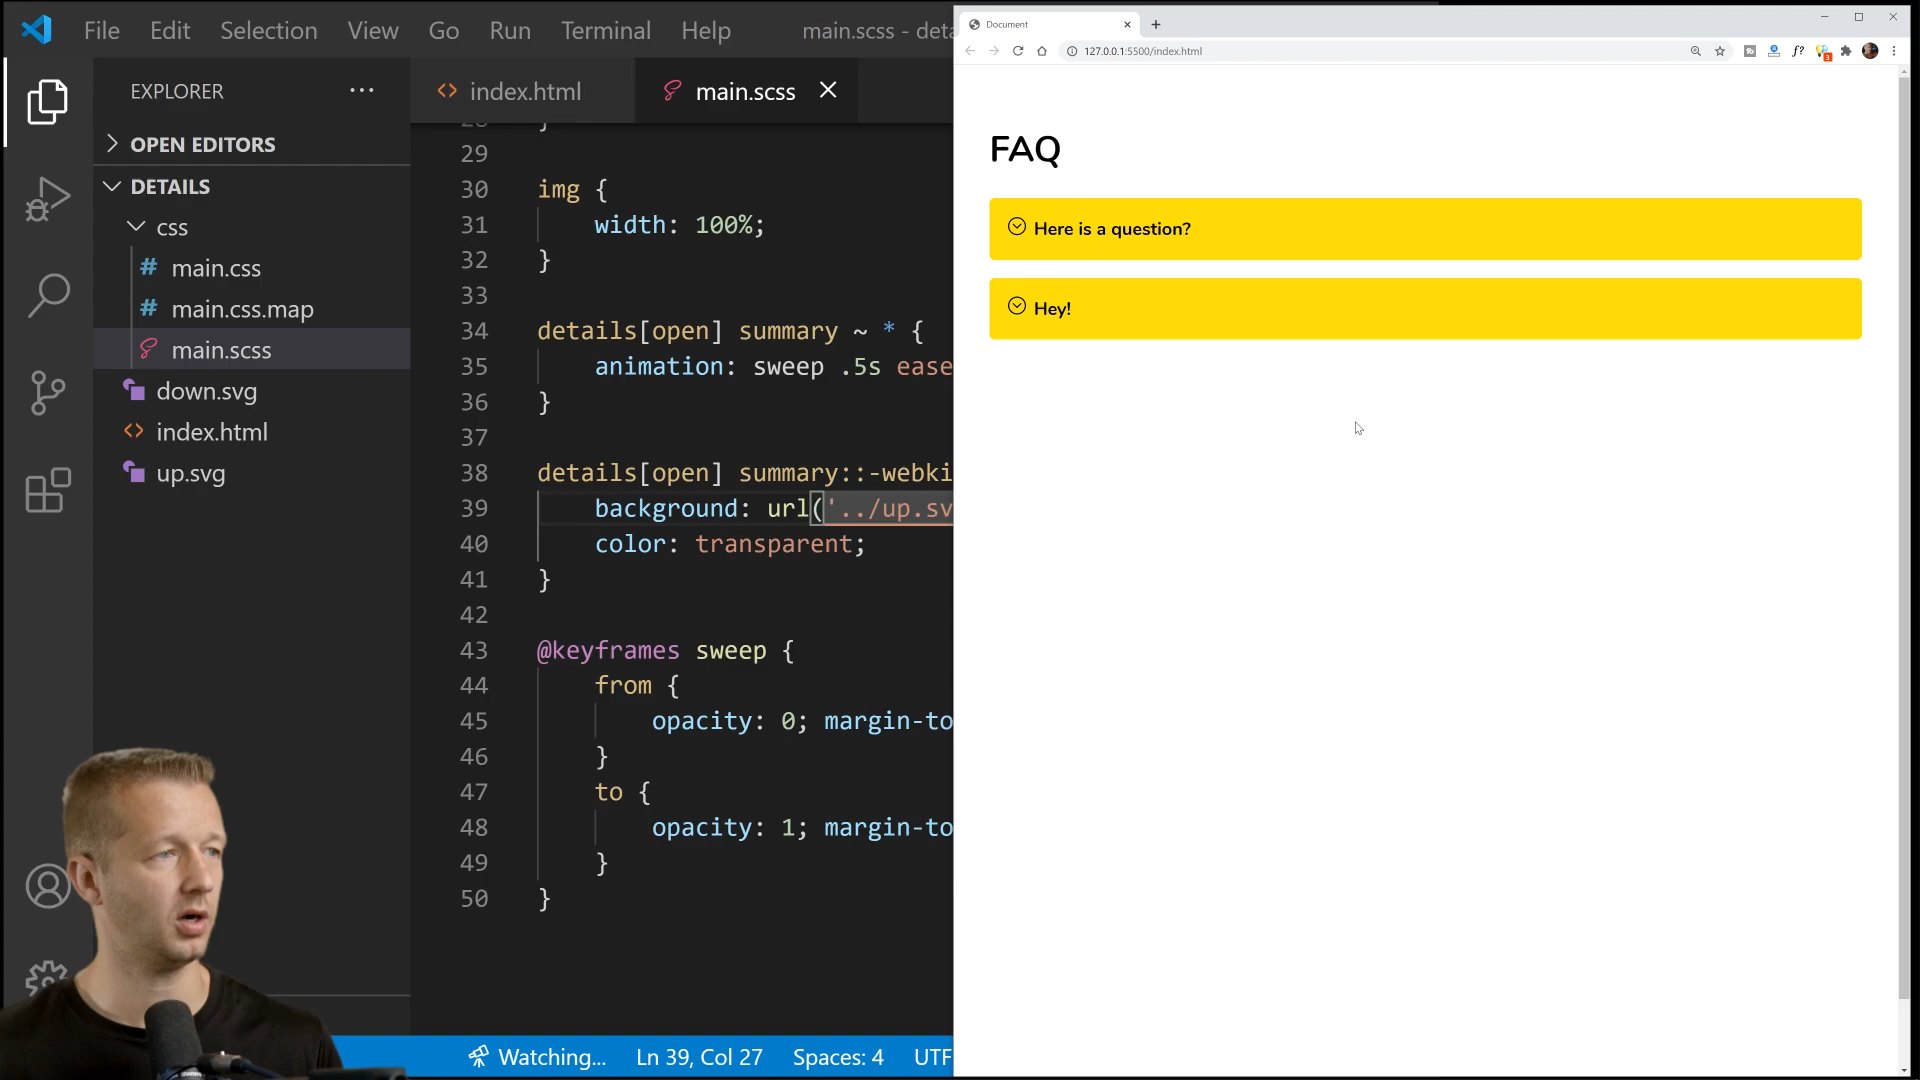 File Edit Selection View Go Run Terminal Help main.scss - deta
EXPLORER
OPEN EDITORS
DETAILS
css
# main.css
# main.css.map
main.scss
down.svg
<> index.html
up.svg
<> index.html
main.scss
28 }
29
30 img {
31 width: 100%;
32 }
33
34 details[open] summary ~ * {
35 animation: sweep .5s ease
36 }
37
38 details[open] summary::-webki
39 background: url('../up.sv
40 color: transparent;
41 }
42
43 @keyframes sweep {
44 from {
45 opacity: 0; margin-to
46 }
47 to {
48 opacity: 1; margin-to
49 }
50 }
Watching... Ln 39, Col 27 Spaces: 4 UTF
Document
127.0.0.1:5500/index.html
f?
3
FAQ
Here is a question?
Hey!